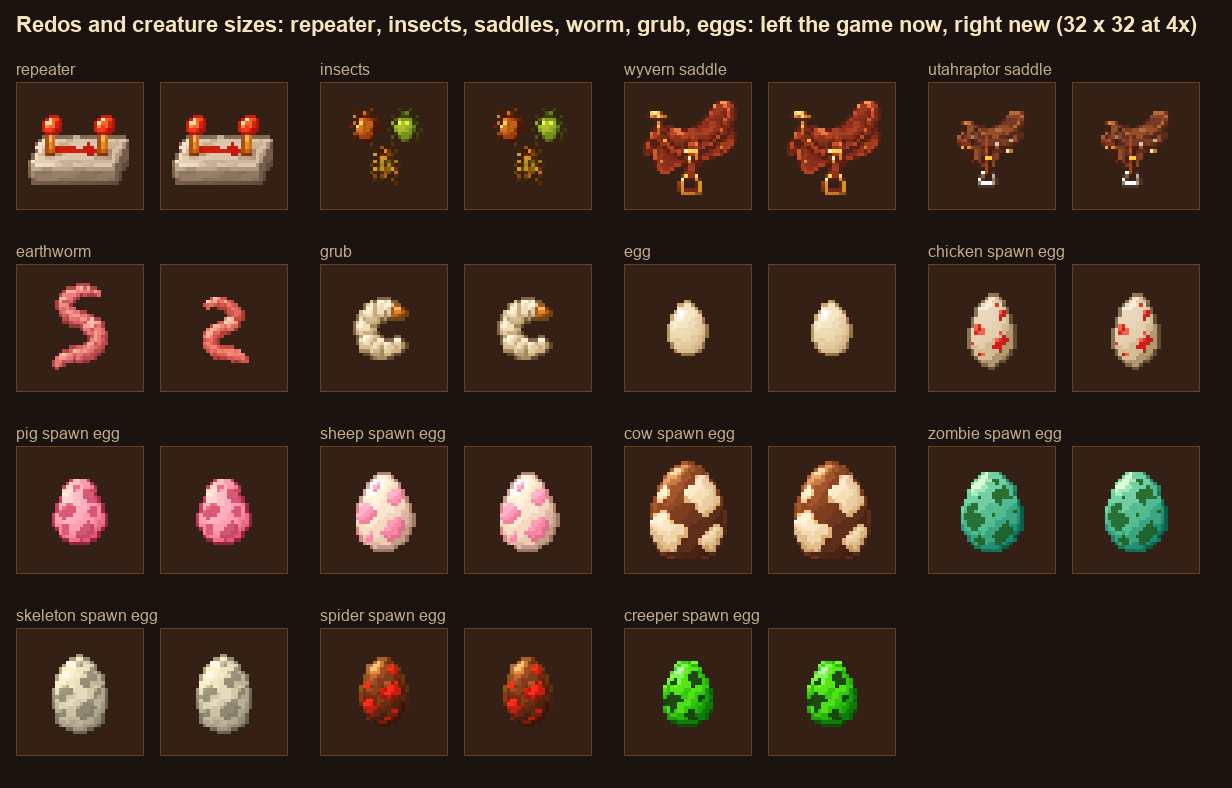 Redos and creature sizes: repeater, insects, saddles, worm, grub, eggs: left the game now, right new (32 x 32 at 4x)
repeater
insects
wyvern saddle
utahraptor saddle
earthworm
grub
egg
chicken spawn egg
pig spawn egg
sheep spawn egg
cow spawn egg
zombie spawn egg
skeleton spawn egg
spider spawn egg
creeper spawn egg